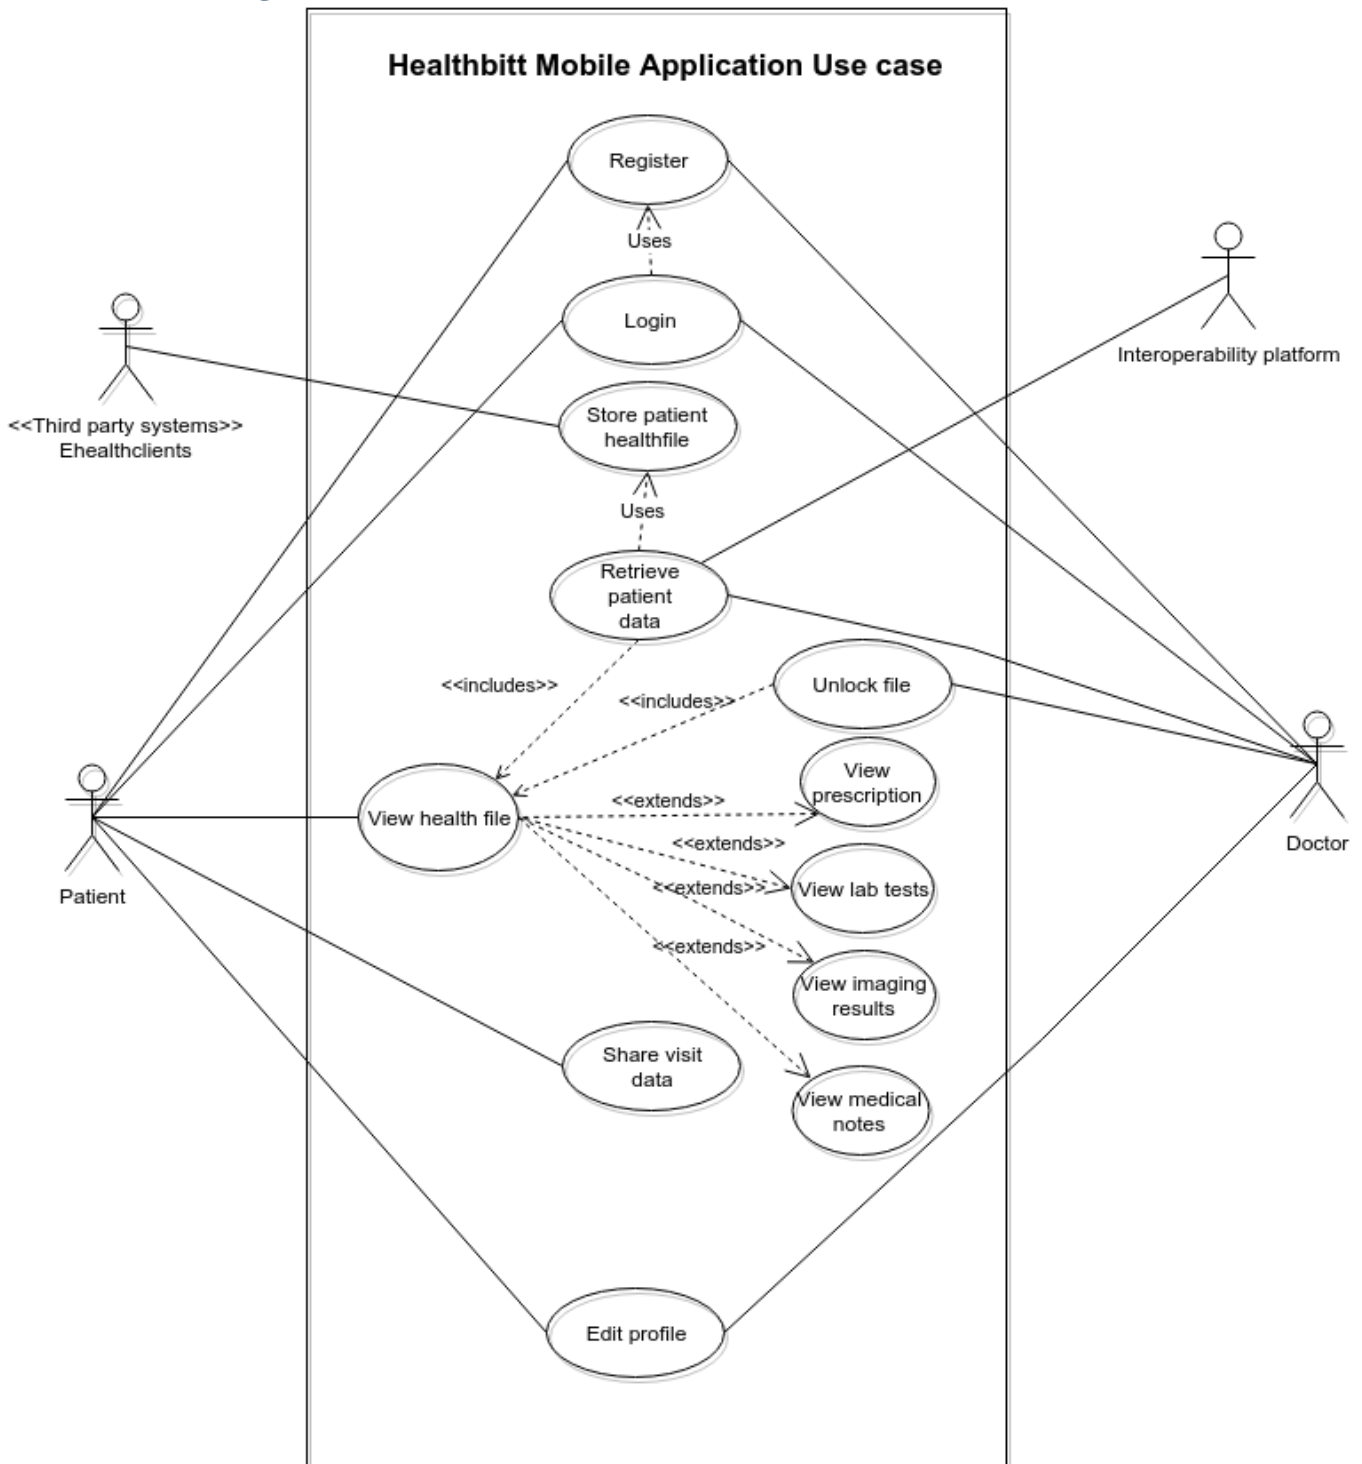 Healthbitt Mobile Application Use case
Register
Uses
Login
Interoperability platform
Store patient
healthfile
<<Third party systems>>
Ehealthclients
Uses
Retrieve
patient
data
<<includes>>
Unlock file
<<includes>>
View
prescription
<<extends>>
View health file
<<extends>>
Doctor
<<extends>>
View lab tests
Patient
<<extends>>
View imaging
results
Share visit
data
View medical
notes
Edit profile